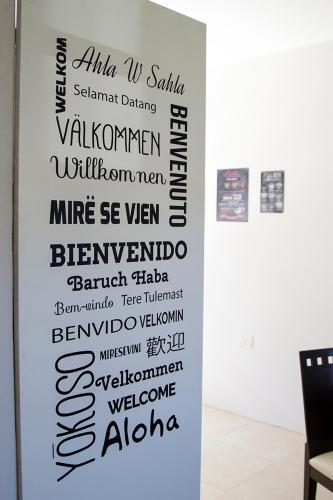 WELKOM
Ahla W Sahla
Selamat Datang
BENVENUTO
VÄLKOMMEN
Willkommen
MIRË SE VJEN
BIENVENIDO
Baruch Haba
Bem-vindo Tere Tulemast
BENVIDO VELKOMIN
YŌKOSO
MIRESEVINI 歡迎
Velkommen
WELCOME
Aloha